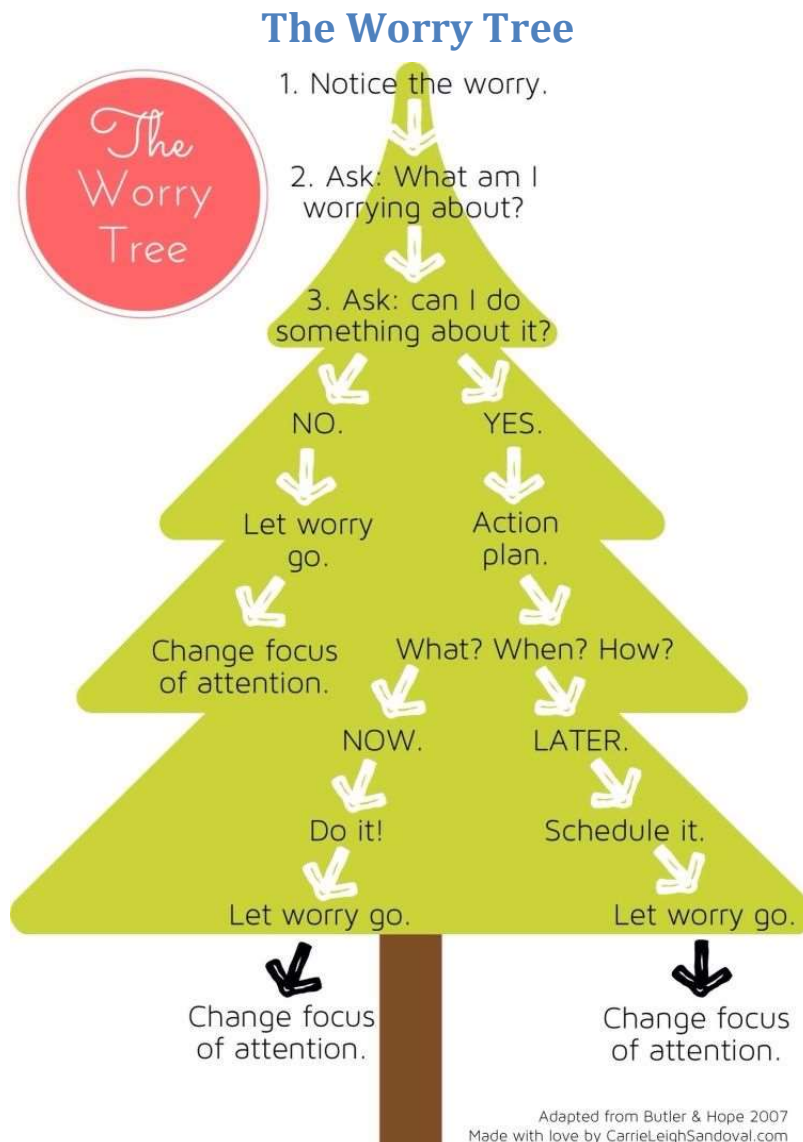 The Worry Tree
The
Worry
Tree
1. Notice the worry.
2. Ask: What am I
worrying about?
3. Ask: can I do
something about it?
NO.
YES.
Let worry
go.
Action
plan.
Change focus
of attention.
What? When? How?
NOW.
LATER.
Do it!
Schedule it.
Let worry go.
Let worry go.
Change focus
of attention.
Change focus
of attention.
Adapted from Butler & Hope 2007
Made with love by CarrieLeighSandoval.com